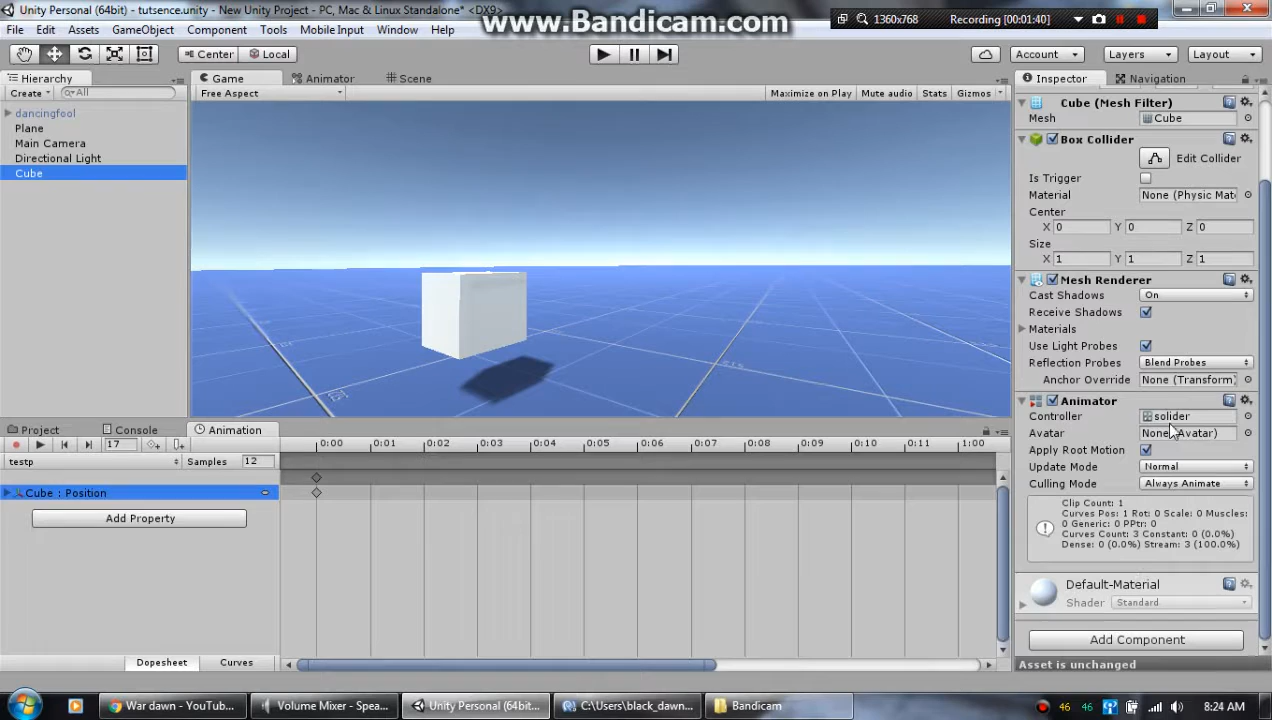 Unity Personal (64bit) - tutsence.unity - New Unity Project - PC, Mac & Linux Standalone* <DX9>
www.Bandicam.com
1360x768
Recording [00:01:40]
File Edit Assets GameObject Component Tools Mobile Input Window Help
Center Local
Account Layers Layout
Hierarchy
Create All
dancingfool
Plane
Main Camera
Directional Light
Cube
Game Animator Scene
Free Aspect
Maximize on Play Mute audio Stats Gizmos
Inspector Navigation
Cube (Mesh Filter)
Mesh Cube
Box Collider
Edit Collider
Is Trigger
Material None (Physic Mat
Center
X 0 Y 0 Z 0
Size
X 1 Y 1 Z 1
Mesh Renderer
Cast Shadows On
Receive Shadows
Materials
Use Light Probes
Reflection Probes Blend Probes
Anchor Override None (Transform)
Animator
Controller solider
Avatar None (Avatar)
Apply Root Motion
Update Mode Normal
Culling Mode Always Animate
Clip Count: 1
Curves Pos: 1 Rot: 0 Scale: 0 Muscles:
0 Generic: 0 PPtr: 0
Curves Count: 3 Constant: 0 (0.0%)
Dense: 0 (0.0%) Stream: 3 (100.0%)
Default-Material
Shader Standard
Add Component
Asset is unchanged
Project Console Animation
17
0:00 0:01 0:02 0:03 0:04 0:05 0:06 0:07 0:08 0:09 0:10 0:11 1:00
testp Samples 12
Cube : Position
Add Property
Dopesheet Curves
War dawn - YouTub...
Volume Mixer - Spea...
Unity Personal (64bit...
C:\Users\black_dawn...
Bandicam
46 46
8:24 AM